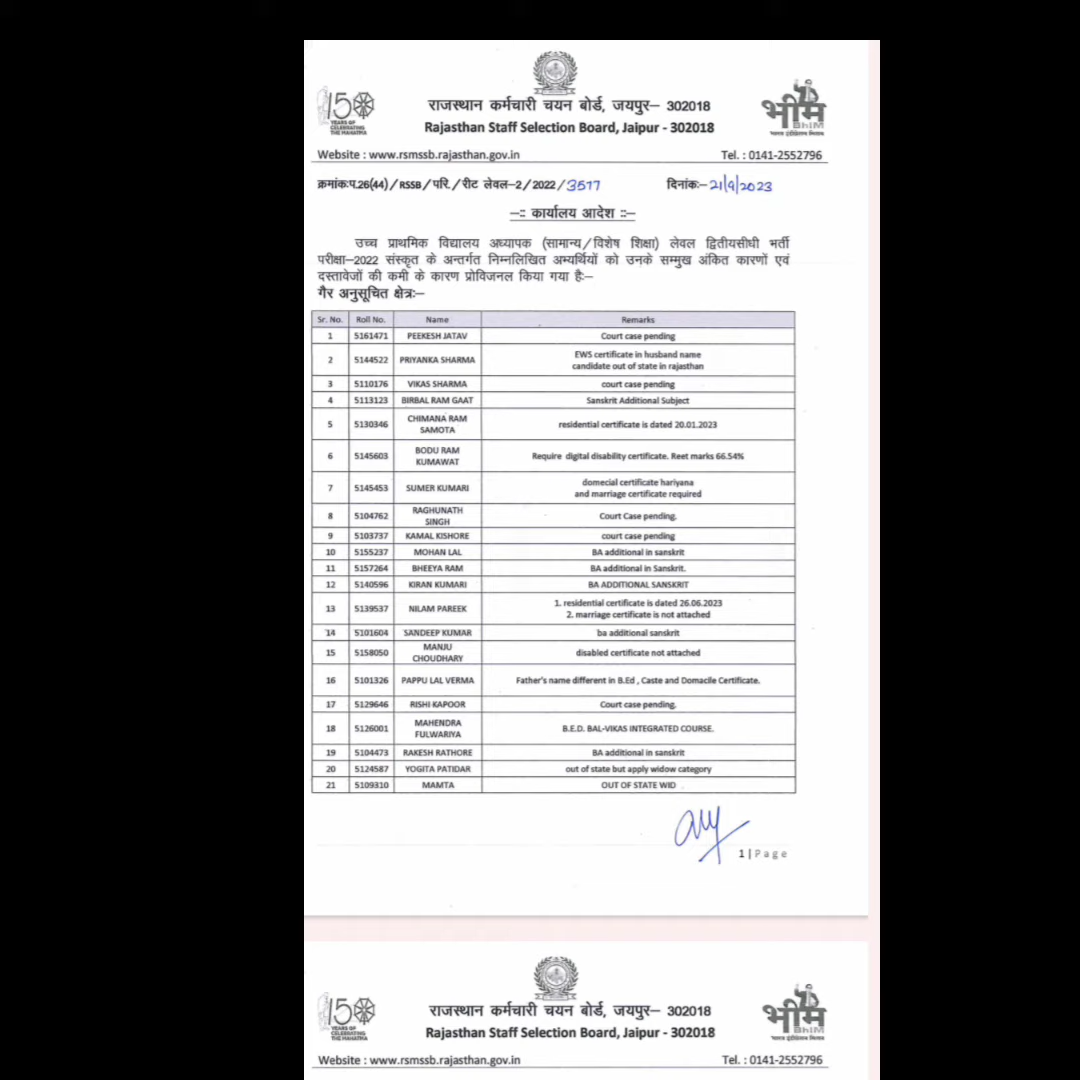 150
YEARS OF
CELEBRATING
THE MAHATMA
राजस्थान कर्मचारी चयन बोर्ड, जयपुर– 302018
Rajasthan Staff Selection Board, Jaipur - 302018
भीम
BHIM
Website : www.rsmssb.rajasthan.gov.in Tel. : 0141-2552796
क्रमांक:प.26(44)/RSSB/परि./रीट लेवल-2/2022/3517 दिनांक:–21/9/2023
–:: कार्यालय आदेश ::–
उच्च प्राथमिक विद्यालय अध्यापक (सामान्य/विशेष शिक्षा) लेवल द्वितीयसीधी भर्ती
परीक्षा–2022 संस्कृत के अन्तर्गत निम्नलिखित अभ्यर्थियों को उनके सम्मुख अंकित कारणों एवं
दस्तावेजों की कमी के कारण प्रोविजनल किया गया है:–
गैर अनुसूचित क्षेत्र:–
Sr. No. Roll No. Name Remarks
1 5161471 PEEKESH JATAV Court case pending
2 5144522 PRIYANKA SHARMA EWS certificate in husband name
candidate out of state in rajasthan
3 5110176 VIKAS SHARMA court case pending
4 5113123 BIRBAL RAM GAAT Sanskrit Additional Subject
5 5130346 CHIMANA RAM
SAMOTA residential certificate is dated 20.01.2023
6 5145603 BODU RAM
KUMAWAT Require digital disability certificate. Reet marks 66.54%
7 5145453 SUMER KUMARI domecial certificate hariyana
and marriage certificate required
8 5104762 RAGHUNATH
SINGH Court Case pending.
9 5103737 KAMAL KISHORE court case pending
10 5155237 MOHAN LAL BA additional in sanskrit
11 5157264 BHEEYA RAM BA additional in Sanskrit.
12 5140596 KIRAN KUMARI BA ADDITIONAL SANSKRIT
13 5139537 NILAM PAREEK 1. residential certificate is dated 26.06.2023
2. marriage certificate is not attached
14 5101604 SANDEEP KUMAR ba additional sanskrit
15 5158050 MANJU
CHOUDHARY disabled certificate not attached
16 5101326 PAPPU LAL VERMA Father's name different in B.Ed , Caste and Domacile Certificate.
17 5129646 RISHI KAPOOR Court case pending.
18 5126001 MAHENDRA
FULWARIYA B.E.D. BAL-VIKAS INTEGRATED COURSE.
19 5104473 RAKESH RATHORE BA additional in sanskrit
20 5124587 YOGITA PATIDAR out of state but apply widow category
21 5109310 MAMTA OUT OF STATE WID
1 | Page
150
YEARS OF
CELEBRATING
THE MAHATMA
राजस्थान कर्मचारी चयन बोर्ड, जयपुर– 302018
Rajasthan Staff Selection Board, Jaipur - 302018
भीम
BHIM
Website : www.rsmssb.rajasthan.gov.in Tel. : 0141-2552796